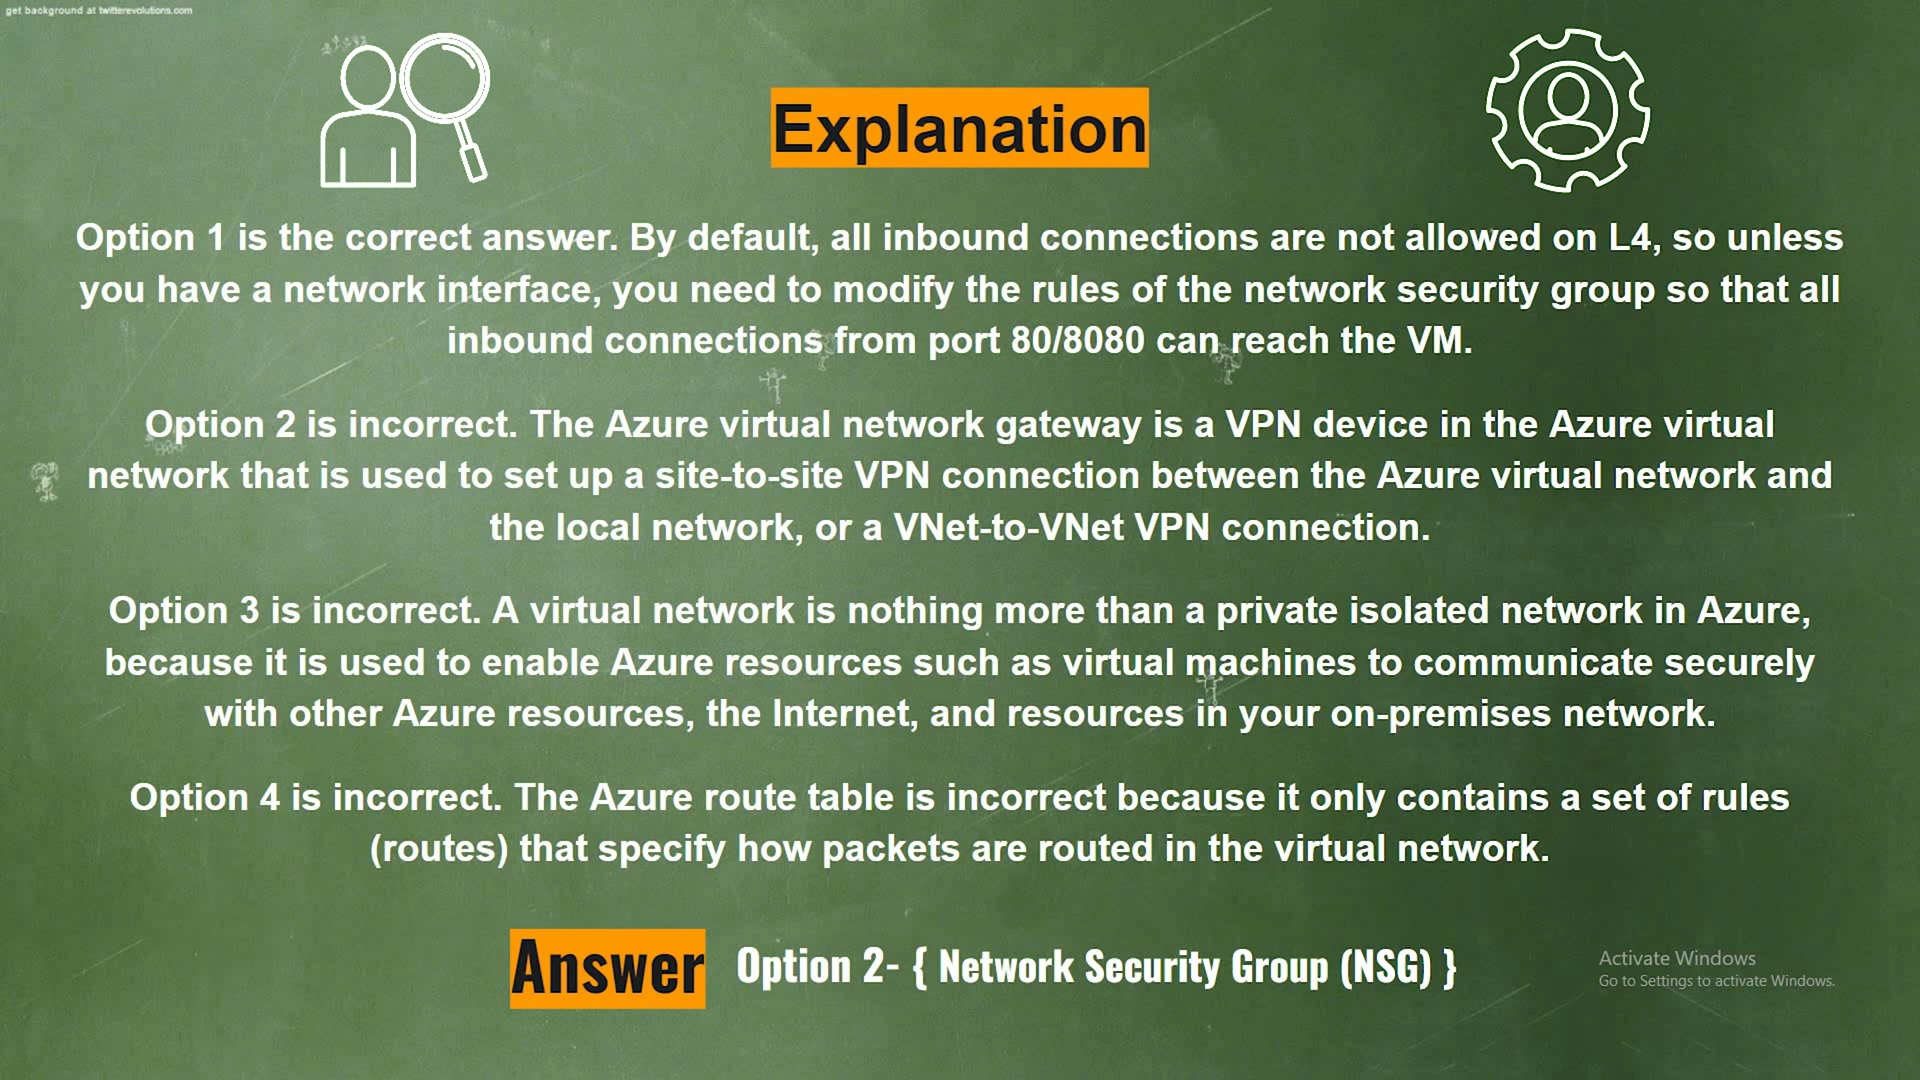 get background at twitterevolutions.com
Explanation
Option 1 is the correct answer. By default, all inbound connections are not allowed on L4, so unless
you have a network interface, you need to modify the rules of the network security group so that all
inbound connections from port 80/8080 can reach the VM.
Option 2 is incorrect. The Azure virtual network gateway is a VPN device in the Azure virtual
network that is used to set up a site-to-site VPN connection between the Azure virtual network and
the local network, or a VNet-to-VNet VPN connection.
Option 3 is incorrect. A virtual network is nothing more than a private isolated network in Azure,
because it is used to enable Azure resources such as virtual machines to communicate securely
with other Azure resources, the Internet, and resources in your on-premises network.
Option 4 is incorrect. The Azure route table is incorrect because it only contains a set of rules
(routes) that specify how packets are routed in the virtual network.
Answer Option 2- { Network Security Group (NSG) }
Activate Windows
Go to Settings to activate Windows.